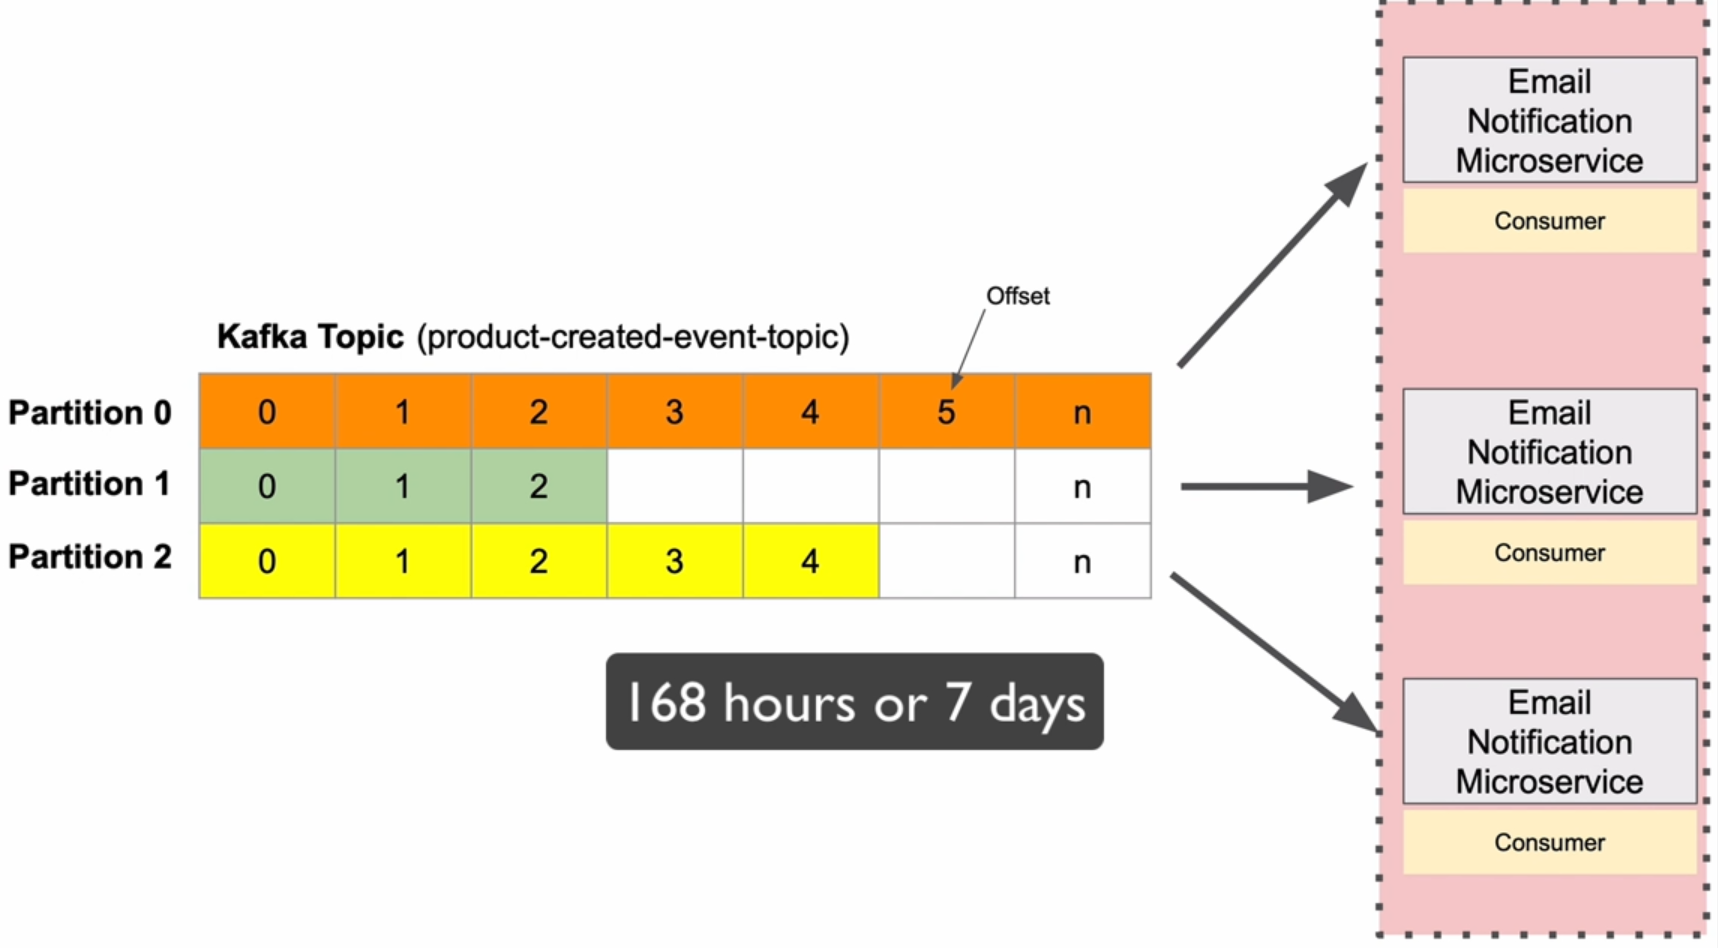 Email
Notification
Microservice
Consumer
Offset
Kafka Topic (product-created-event-topic)
Partition 0 0 1 2 3 4 5 n
Partition 1 0 1 2 n
Partition 2 0 1 2 3 4 n
Email
Notification
Microservice
Consumer
168 hours or 7 days
Email
Notification
Microservice
Consumer